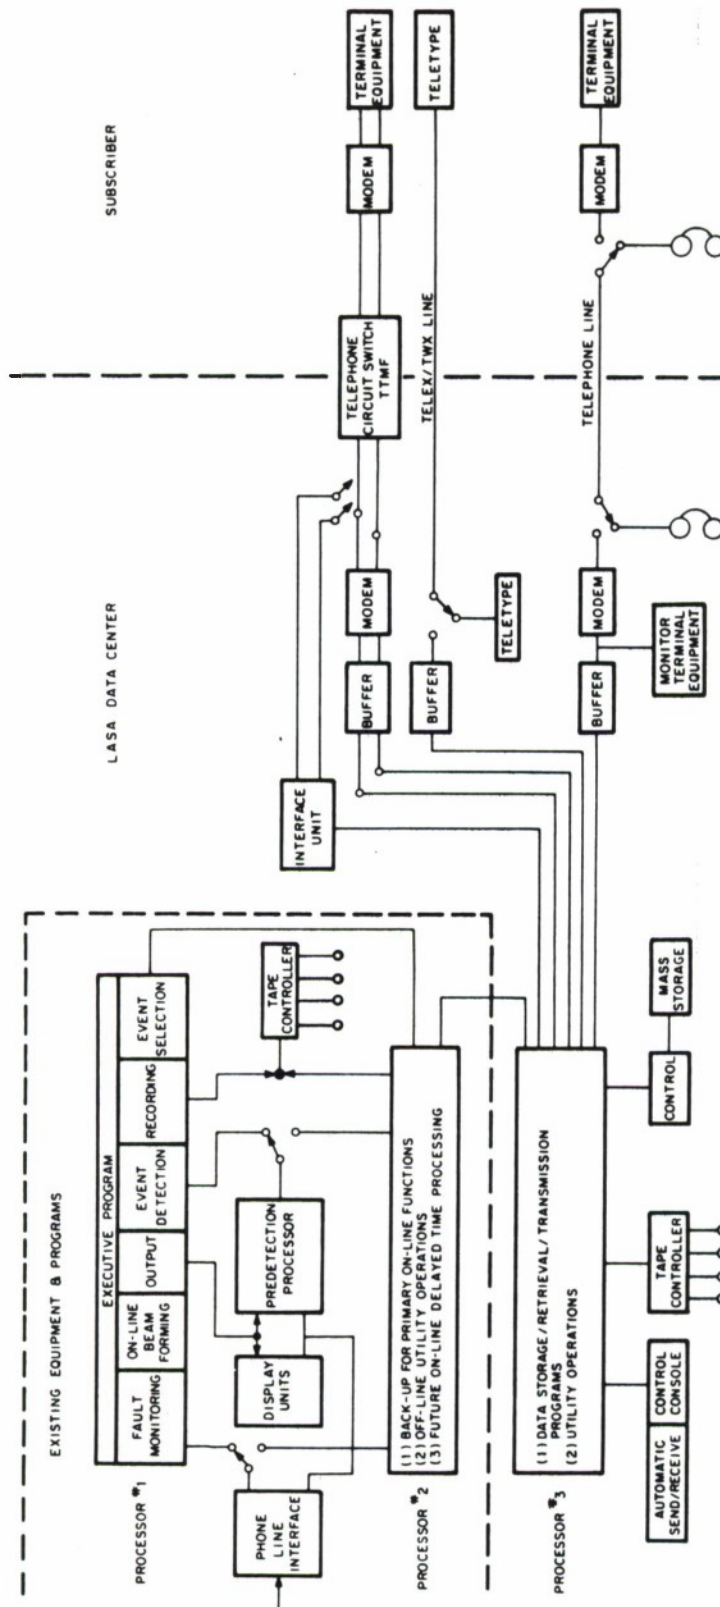 LASA DATA CENTER
SUBSCRIBER
EXISTING EQUIPMENT & PROGRAMS
PROCESSOR #1
EXECUTIVE PROGRAM
FAULT
MONITORING
ON-LINE
BEAM
FORMING
OUTPUT
EVENT
DETECTION
RECORDING
EVENT
SELECTION
PHONE
LINE
INTERFACE
DISPLAY
UNITS
PREDETECTION
PROCESSOR
TAPE
CONTROLLER
PROCESSOR #2
(1) BACK-UP FOR PRIMARY ON-LINE FUNCTIONS
(2) OFF-LINE UTILITY OPERATIONS
(3) FUTURE ON-LINE DELAYED TIME PROCESSING
PROCESSOR #3
(1) DATA STORAGE/RETRIEVAL/TRANSMISSION
PROGRAMS
(2) UTILITY OPERATIONS
AUTOMATIC
SEND/RECEIVE
CONTROL
CONSOLE
TAPE
CONTROLLER
CONTROL
MASS
STORAGE
INTERFACE
UNIT
BUFFER
MODEM
TELEPHONE
CIRCUIT SWITCH
TTMF
MODEM
TERMINAL
EQUIPMENT
BUFFER
TELETYPE
TELEX/TWX LINE
TELETYPE
BUFFER
MODEM
MONITOR
TERMINAL
EQUIPMENT
TELEPHONE LINE
MODEM
TERMINAL
EQUIPMENT